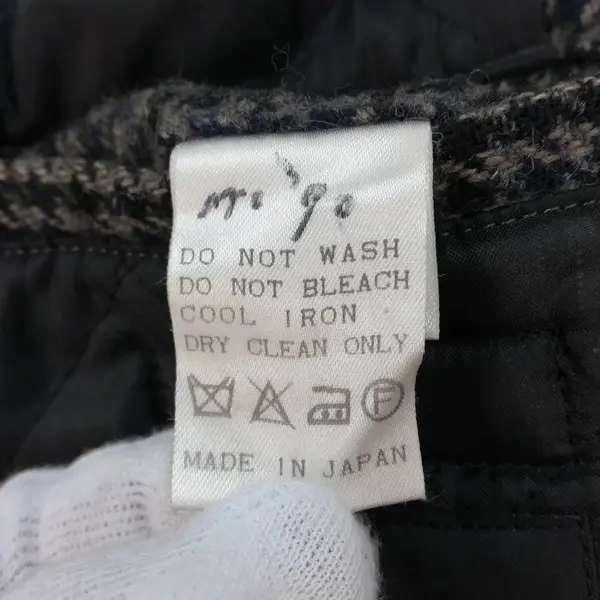 DO NOT WASH
DO NOT BLEACH
COOL IRON
DRY CLEAN ONLY
F
MADE IN JAPAN